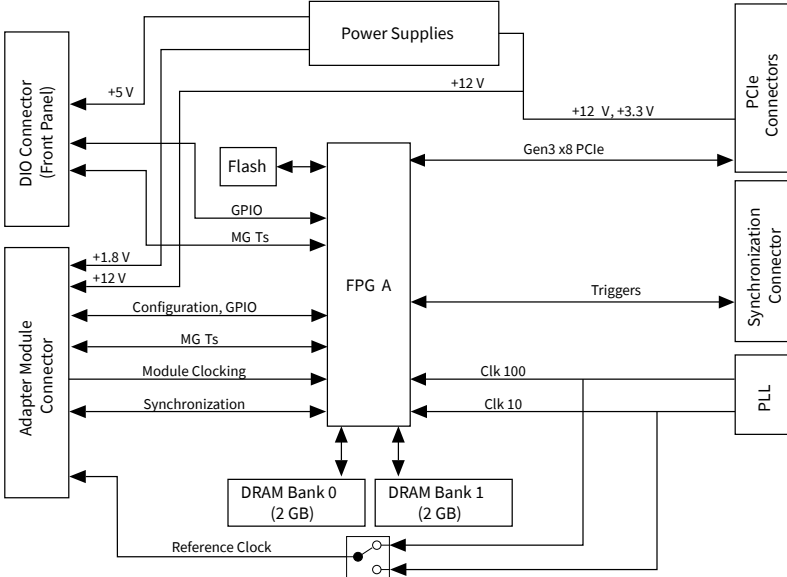 Power Supplies
+5 V
+12 V
+12 V, +3.3 V
PCIe
Connectors
DIO Connector
(Front Panel)
Flash
Gen3 x8 PCIe
GPIO
MG Ts
+1.8 V
+12 V
FPG A
Synchronization
Connector
Triggers
Adapter Module
Connector
Configuration, GPIO
MG Ts
Module Clocking
Synchronization
Clk 100
Clk 10
PLL
DRAM Bank 0
(2 GB)
DRAM Bank 1
(2 GB)
Reference Clock